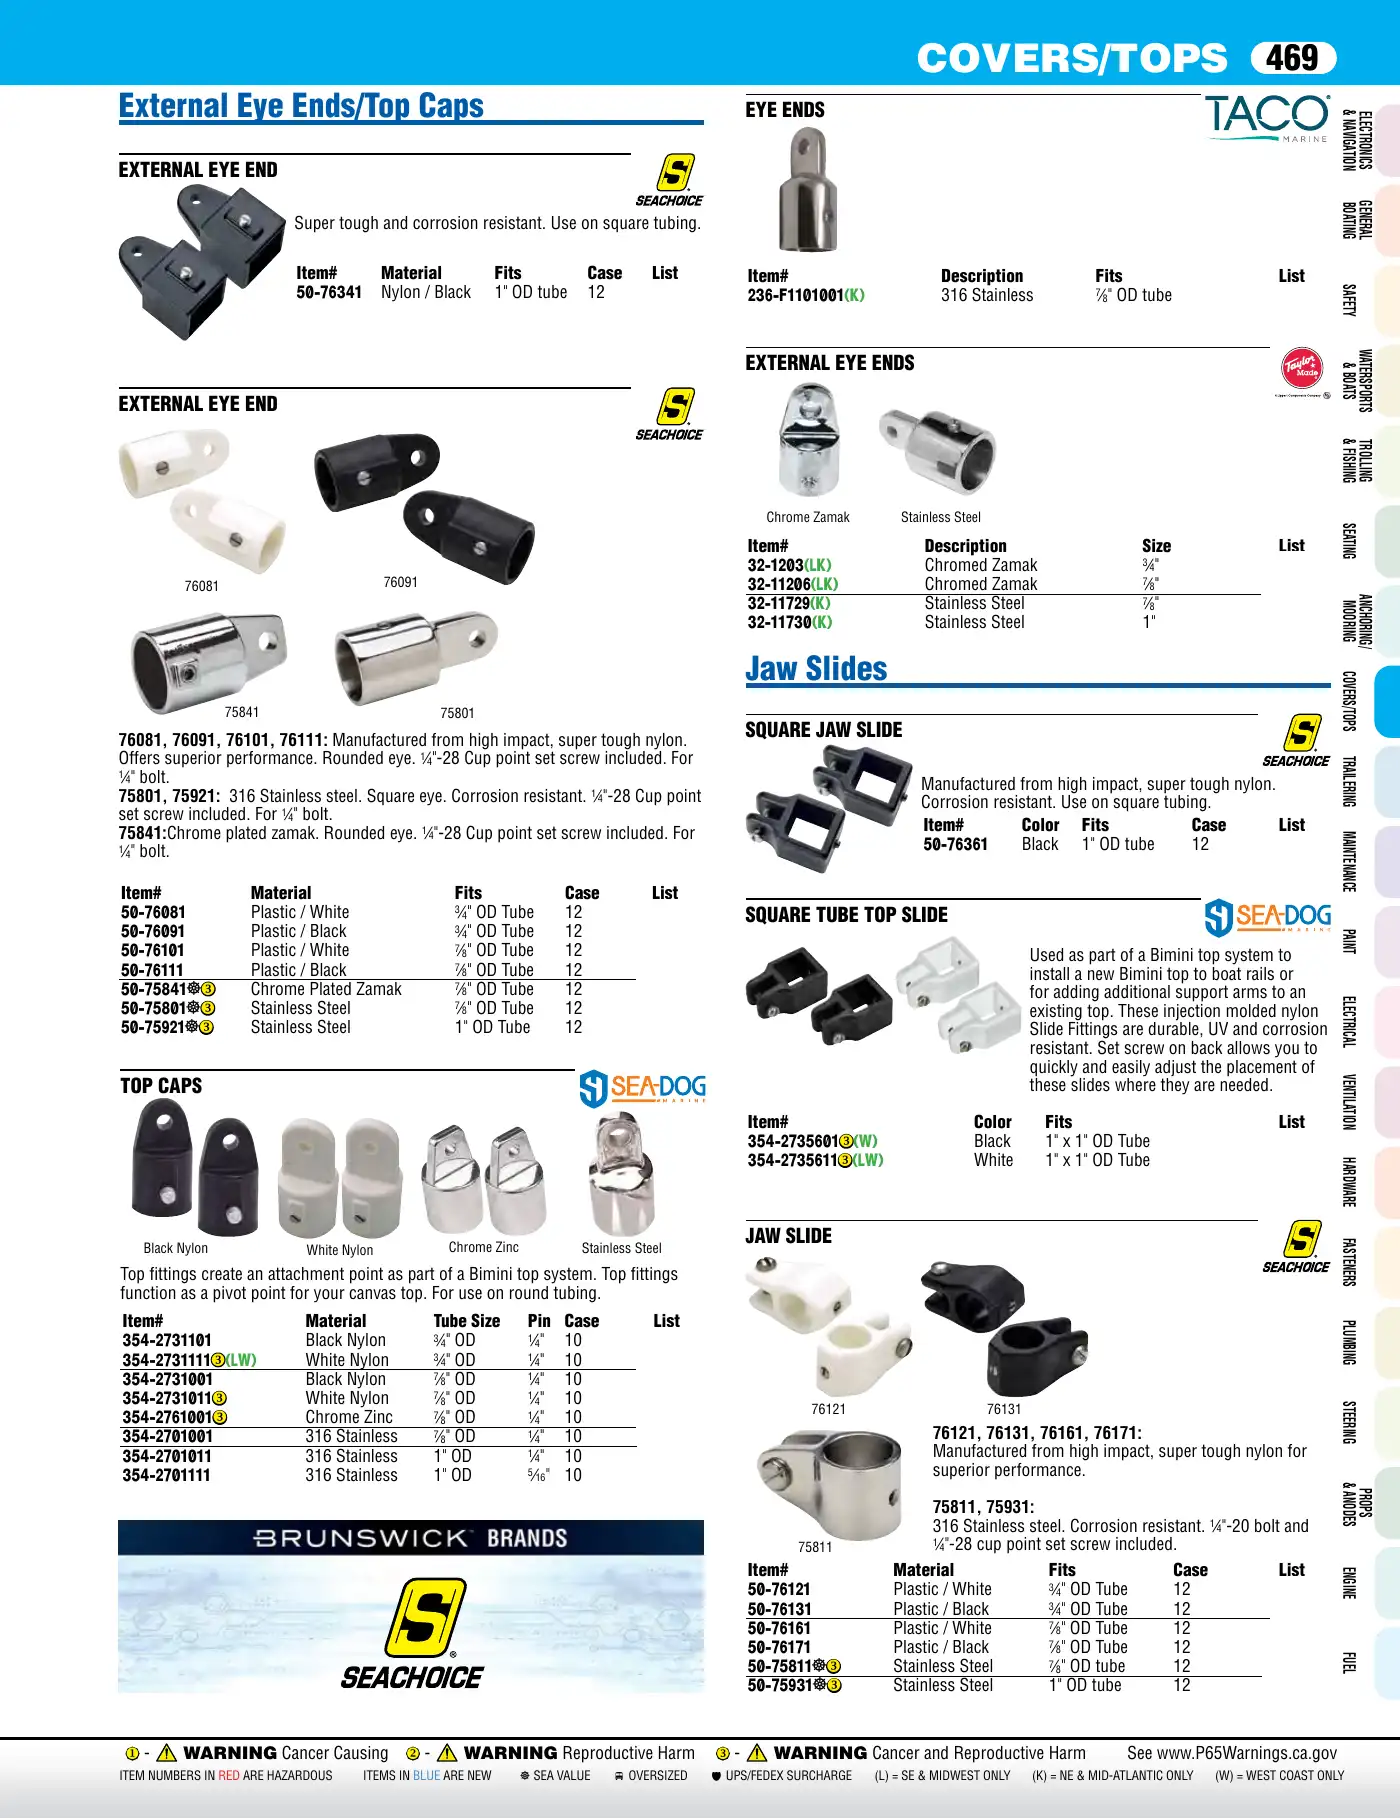 COVERS/TOPS 469
External Eye Ends/Top Caps
EXTERNAL EYE END
S
SEACHOICE
Super tough and corrosion resistant. Use on square tubing.
Item# Material Fits Case List
50-76341 Nylon / Black 1" OD tube 12
EXTERNAL EYE END
S
SEACHOICE
76081
76091
75841
75801
76081, 76091, 76101, 76111: Manufactured from high impact, super tough nylon.
Offers superior performance. Rounded eye. ¼"-28 Cup point set screw included. For
¼" bolt.
75801, 75921: 316 Stainless steel. Square eye. Corrosion resistant. ¼"-28 Cup point
set screw included. For ¼" bolt.
75841:Chrome plated zamak. Rounded eye. ¼"-28 Cup point set screw included. For
¼" bolt.
Item# Material Fits Case List
50-76081 Plastic / White ¾" OD Tube 12
50-76091 Plastic / Black ¾" OD Tube 12
50-76101 Plastic / White ⅞" OD Tube 12
50-76111 Plastic / Black ⅞" OD Tube 12
50-75841 3 Chrome Plated Zamak ⅞" OD Tube 12
50-75801 3 Stainless Steel ⅞" OD Tube 12
50-75921 3 Stainless Steel 1" OD Tube 12
TOP CAPS
SEA-DOG
MARINE
Black Nylon
White Nylon
Chrome Zinc
Stainless Steel
Top fittings create an attachment point as part of a Bimini top system. Top fittings
function as a pivot point for your canvas top. For use on round tubing.
Item# Material Tube Size Pin Case List
354-2731101 Black Nylon ¾" OD ¼" 10
354-2731111 3 (LW) White Nylon ¾" OD ¼" 10
354-2731001 Black Nylon ⅞" OD ¼" 10
354-2731011 3 White Nylon ⅞" OD ¼" 10
354-2761001 3 Chrome Zinc ⅞" OD ¼" 10
354-2701001 316 Stainless ⅞" OD ¼" 10
354-2701011 316 Stainless 1" OD ¼" 10
354-2701111 316 Stainless 1" OD 5⁄16" 10
BRUNSWICK BRANDS
S®
SEACHOICE
EYE ENDS
TACO®
MARINE
Item# Description Fits List
236-F1101001(K) 316 Stainless ⅞" OD tube
EXTERNAL EYE ENDS
Taylor Made
Chrome Zamak
Stainless Steel
Item# Description Size List
32-1203(LK) Chromed Zamak ¾"
32-11206(LK) Chromed Zamak ⅞"
32-11729(K) Stainless Steel ⅞"
32-11730(K) Stainless Steel 1"
Jaw Slides
SQUARE JAW SLIDE
S
SEACHOICE
Manufactured from high impact, super tough nylon.
Corrosion resistant. Use on square tubing.
Item# Color Fits Case List
50-76361 Black 1" OD tube 12
SQUARE TUBE TOP SLIDE
SEA-DOG
MARINE
Used as part of a Bimini top system to
install a new Bimini top to boat rails or
for adding additional support arms to an
existing top. These injection molded nylon
Slide Fittings are durable, UV and corrosion
resistant. Set screw on back allows you to
quickly and easily adjust the placement of
these slides where they are needed.
Item# Color Fits List
354-2735601 3 (W) Black 1" x 1" OD Tube
354-2735611 3 (LW) White 1" x 1" OD Tube
JAW SLIDE
S
SEACHOICE
76121
76131
75811
76121, 76131, 76161, 76171:
Manufactured from high impact, super tough nylon for
superior performance.
75811, 75931:
316 Stainless steel. Corrosion resistant. ¼"-20 bolt and
¼"-28 cup point set screw included.
Item# Material Fits Case List
50-76121 Plastic / White ¾" OD Tube 12
50-76131 Plastic / Black ¾" OD Tube 12
50-76161 Plastic / White ⅞" OD Tube 12
50-76171 Plastic / Black ⅞" OD Tube 12
50-75811 3 Stainless Steel ⅞" OD tube 12
50-75931 3 Stainless Steel 1" OD tube 12
ELECTRONICS
& NAVIGATION
GENERAL
BOATING
SAFETY
WATERSPORTS
& BOATS
TROLLING
& FISHING
SEATING
ANCHORING/
MOORING
COVERS/TOPS
TRAILERING
MAINTENANCE
PAINT
ELECTRICAL
VENTILATION
HARDWARE
FASTENERS
PLUMBING
STEERING
PROPS
& ANODES
ENGINE
FUEL
1 - WARNING Cancer Causing 2 - WARNING Reproductive Harm 3 - WARNING Cancer and Reproductive Harm See www.P65Warnings.ca.gov
ITEM NUMBERS IN RED ARE HAZARDOUS ITEMS IN BLUE ARE NEW SEA VALUE OVERSIZED UPS/FEDEX SURCHARGE (L) = SE & MIDWEST ONLY (K) = NE & MID-ATLANTIC ONLY (W) = WEST COAST ONLY